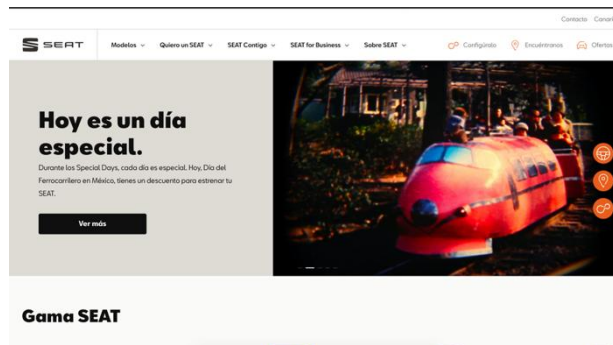 Contacto Canari
SEAT Modelos Quiero un SEAT SEAT Contigo SEAT for Business Sobre SEAT Configúralo Encuéntranos Ofertas
Hoy es un día
especial.
Durante los Special Days, cada día es especial. Hoy, Día del
Ferrocarrilero en México, tienes un descuento para estrenar tu
SEAT.
Ver más
Gama SEAT